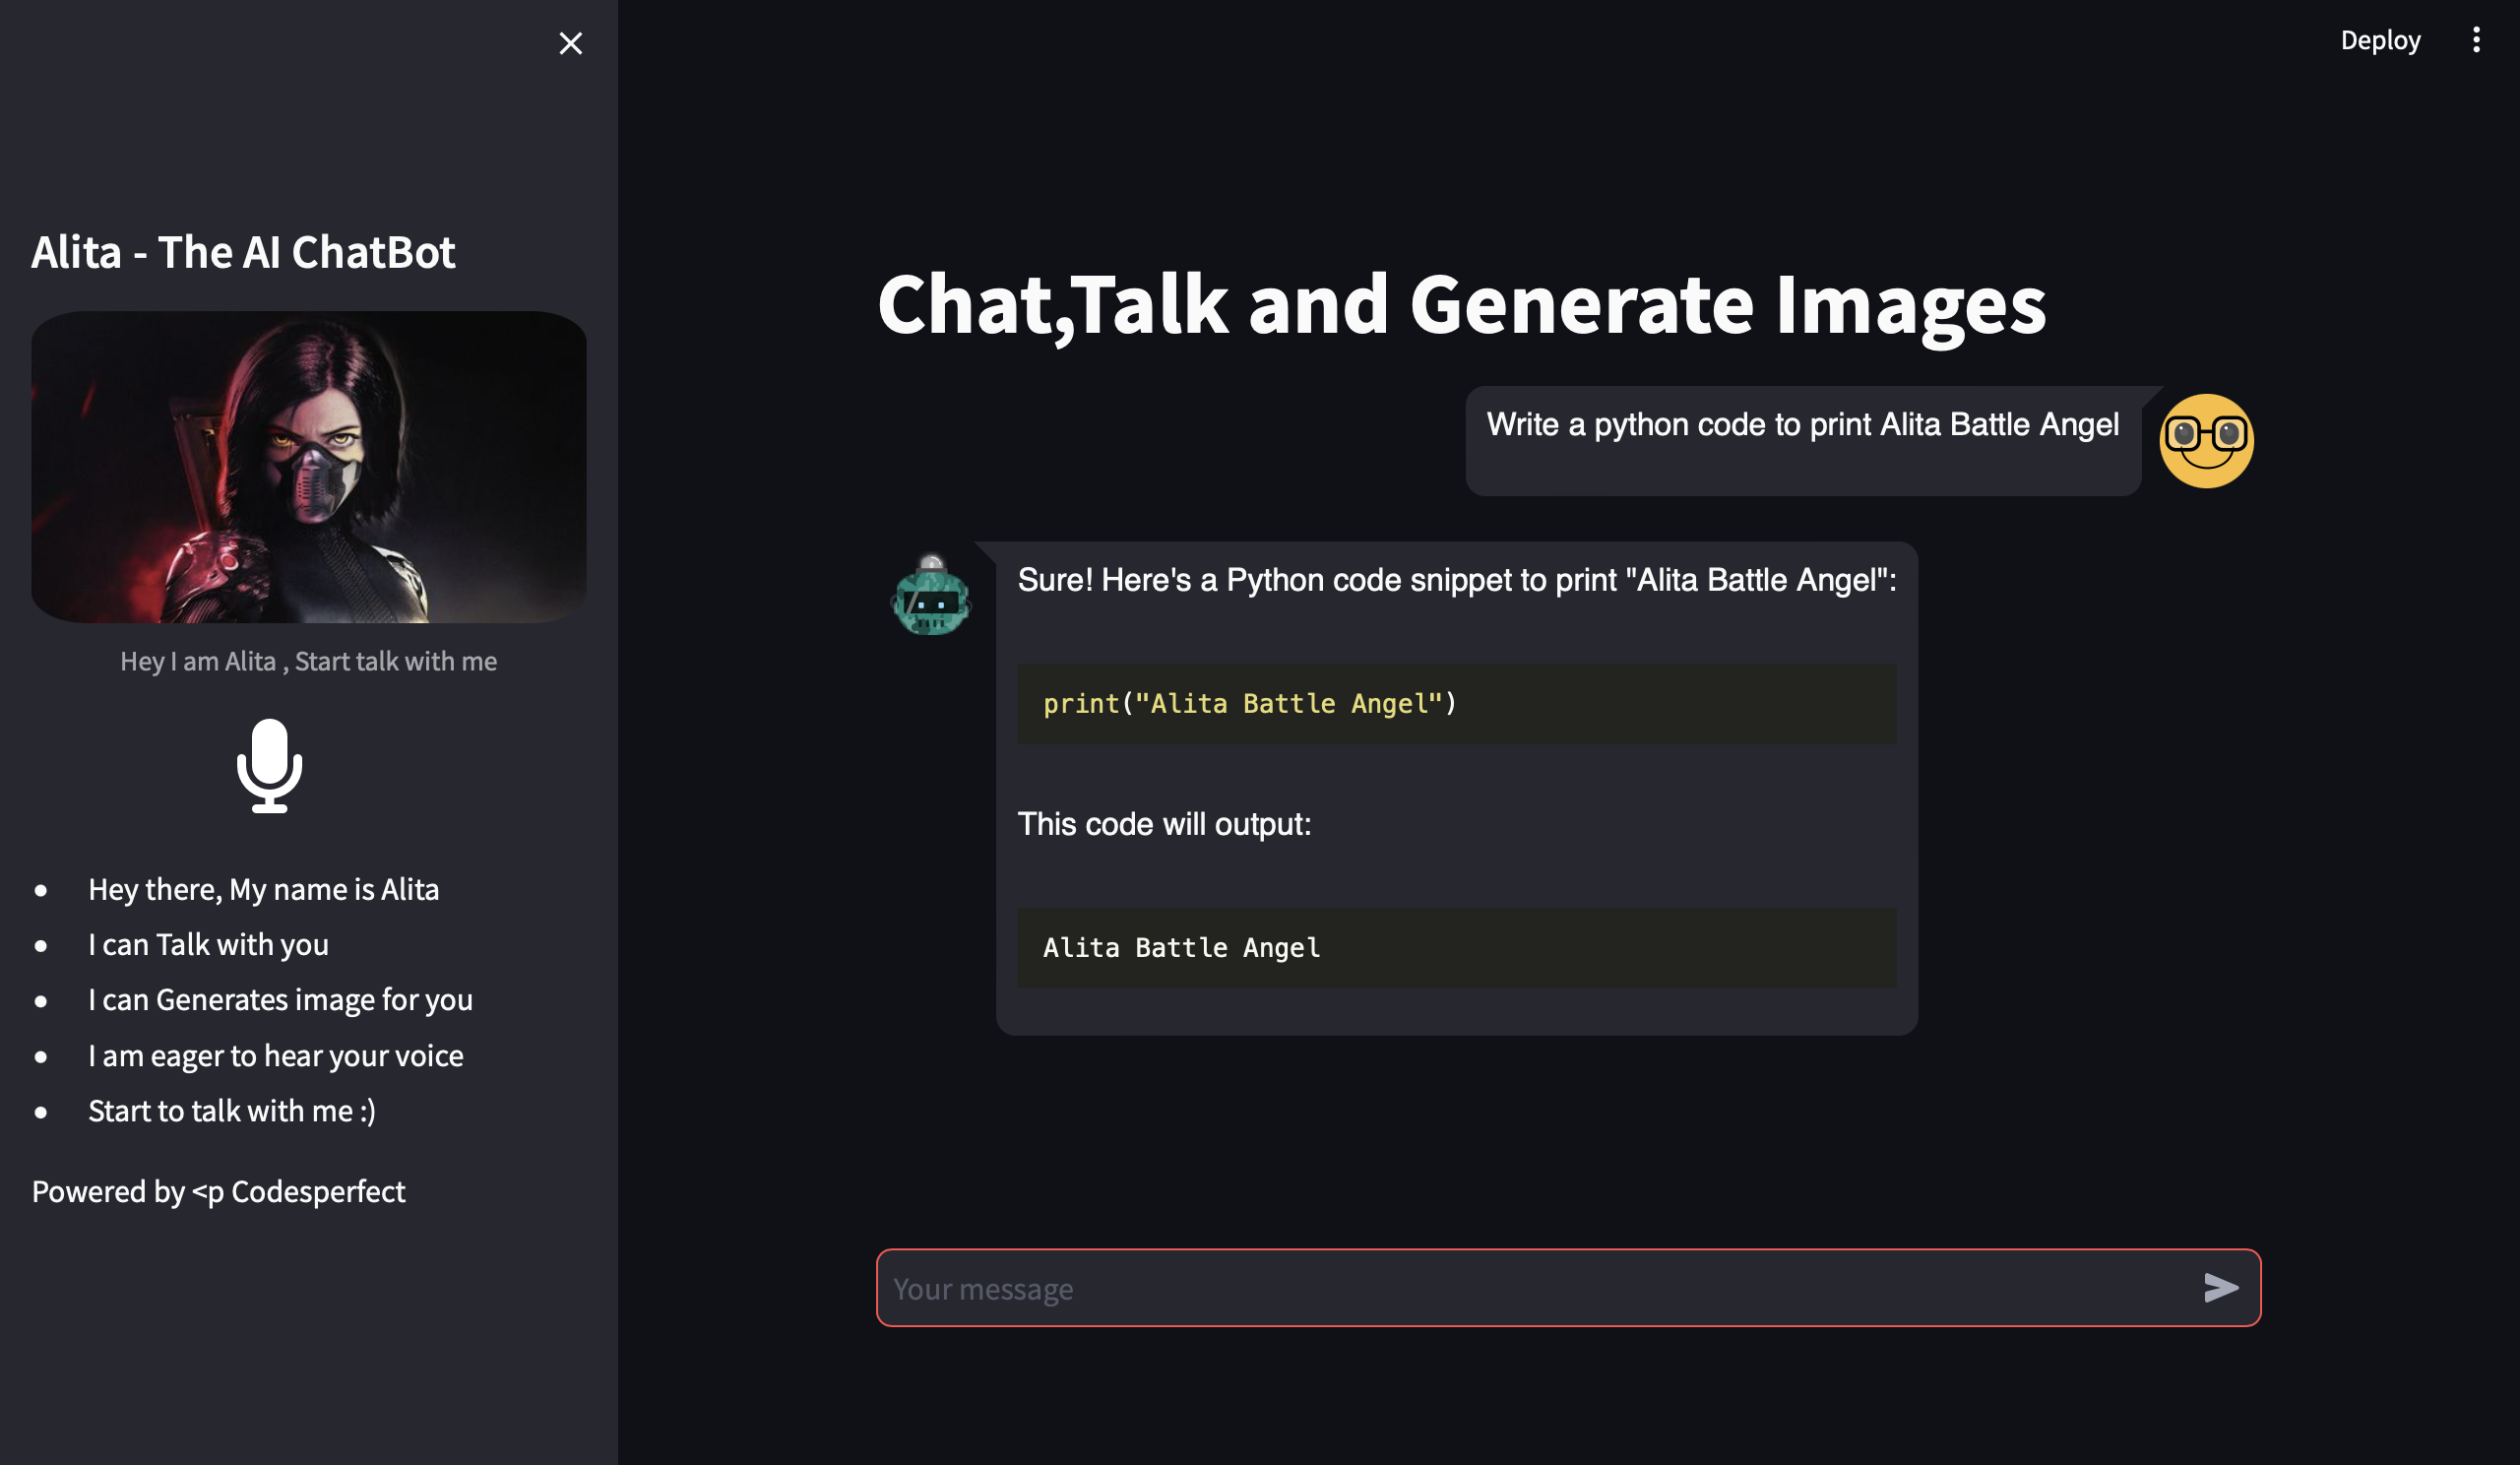 Deploy
Alita - The AI ChatBot
Hey I am Alita , Start talk with me
• Hey there, My name is Alita
• I can Talk with you
• I can Generates image for you
• I am eager to hear your voice
• Start to talk with me :)
Powered by <p Codesperfect
Chat,Talk and Generate Images
Write a python code to print Alita Battle Angel
Sure! Here's a Python code snippet to print "Alita Battle Angel":
print("Alita Battle Angel")
This code will output:
Alita Battle Angel
Your message